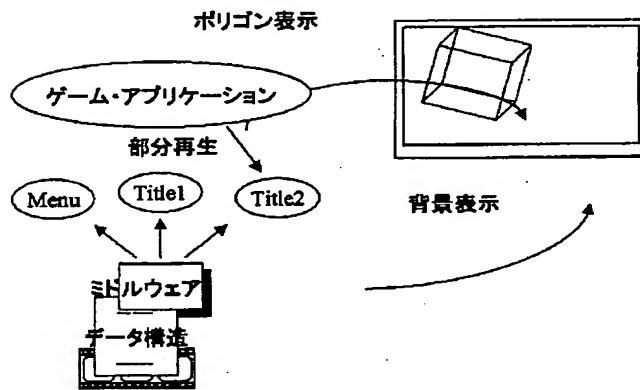 ポリゴン表示
ゲーム・アプリケーション
部分再生
Menu
Title1
Title2
背景表示
ミドルウェア
データ構造